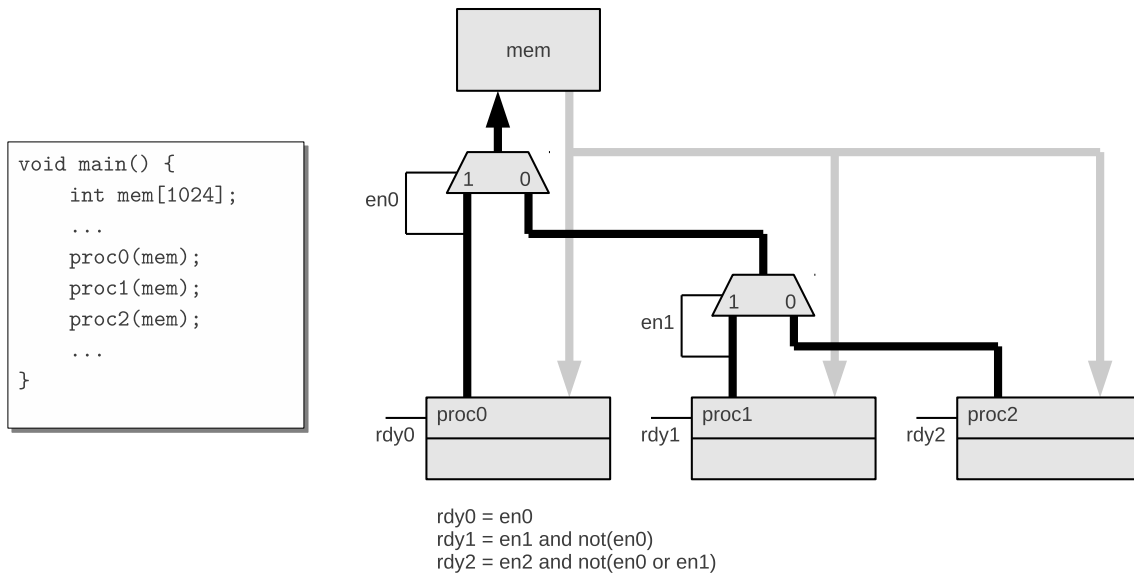 void main() {
int mem[1024];
...
proc0(mem);
proc1(mem);
proc2(mem);
...
}
mem
1 0
en0
1 0
en1
proc0
rdy0
proc1
rdy1
proc2
rdy2
rdy0 = en0
rdy1 = en1 and not(en0)
rdy2 = en2 and not(en0 or en1)